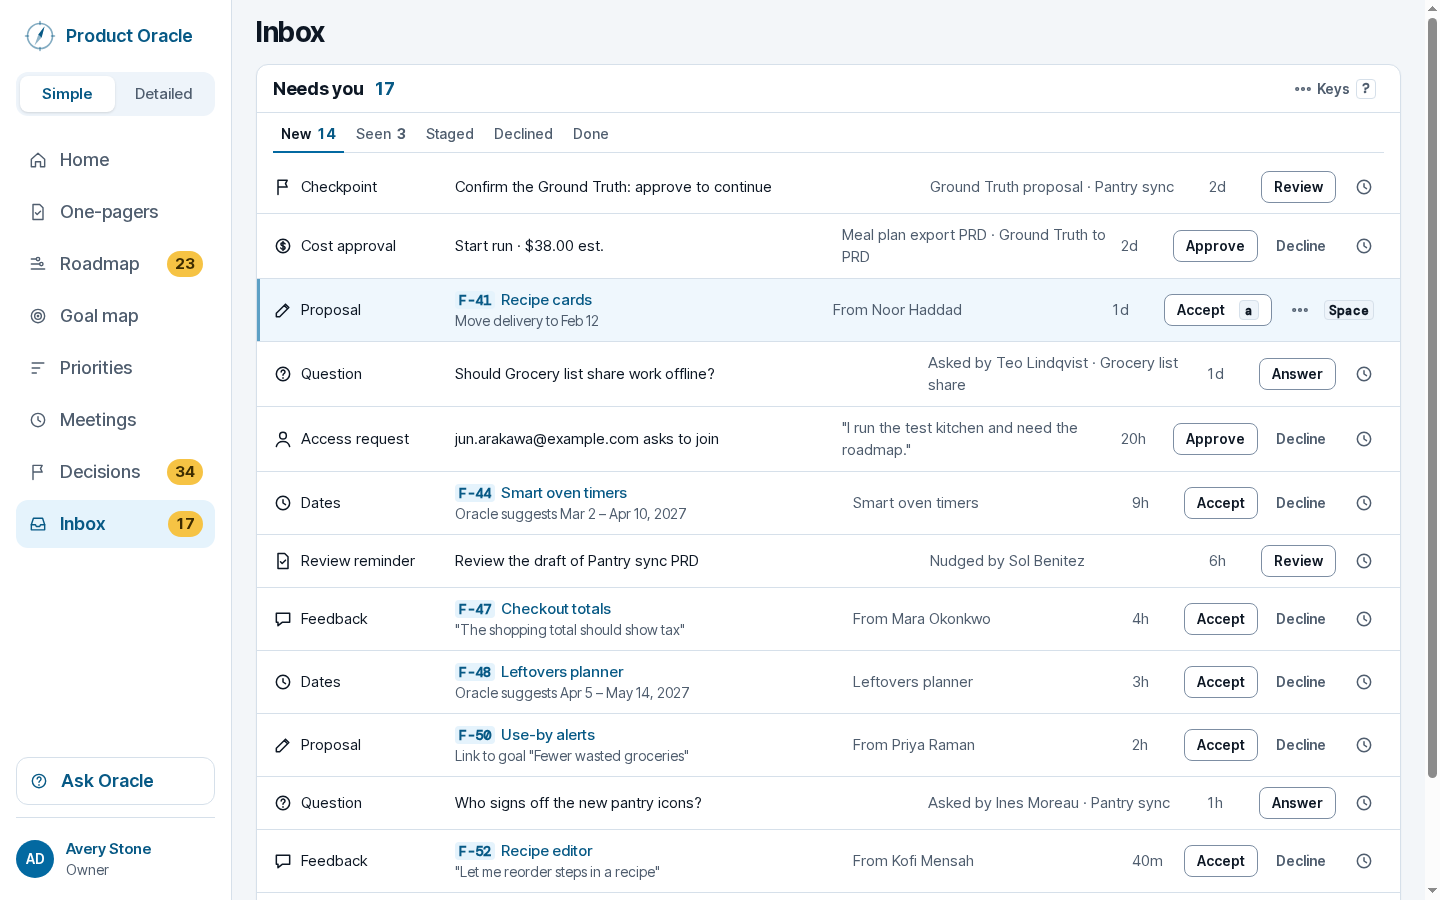 Product Oracle
Simple Detailed
Home
One-pagers
Roadmap 23
Goal map
Priorities
Meetings
Decisions 34
Inbox 17
Ask Oracle
AD Avery Stone
Owner
Inbox
Needs you 17 ••• Keys ?
New 14 Seen 3 Staged Declined Done
Checkpoint Confirm the Ground Truth: approve to continue Ground Truth proposal · Pantry sync 2d Review
Cost approval Start run · $38.00 est. Meal plan export PRD · Ground Truth to PRD 2d Approve Decline
Proposal F-41 Recipe cards From Noor Haddad 1d Accept a ••• Space
Move delivery to Feb 12
Question Should Grocery list share work offline? Asked by Teo Lindqvist · Grocery list share 1d Answer
Access request jun.arakawa@example.com asks to join "I run the test kitchen and need the roadmap." 20h Approve Decline
Dates F-44 Smart oven timers Smart oven timers 9h Accept Decline
Oracle suggests Mar 2 – Apr 10, 2027
Review reminder Review the draft of Pantry sync PRD Nudged by Sol Benitez 6h Review
Feedback F-47 Checkout totals From Mara Okonkwo 4h Accept Decline
"The shopping total should show tax"
Dates F-48 Leftovers planner Leftovers planner 3h Accept Decline
Oracle suggests Apr 5 – May 14, 2027
Proposal F-50 Use-by alerts From Priya Raman 2h Accept Decline
Link to goal "Fewer wasted groceries"
Question Who signs off the new pantry icons? Asked by Ines Moreau · Pantry sync 1h Answer
Feedback F-52 Recipe editor From Kofi Mensah 40m Accept Decline
"Let me reorder steps in a recipe"